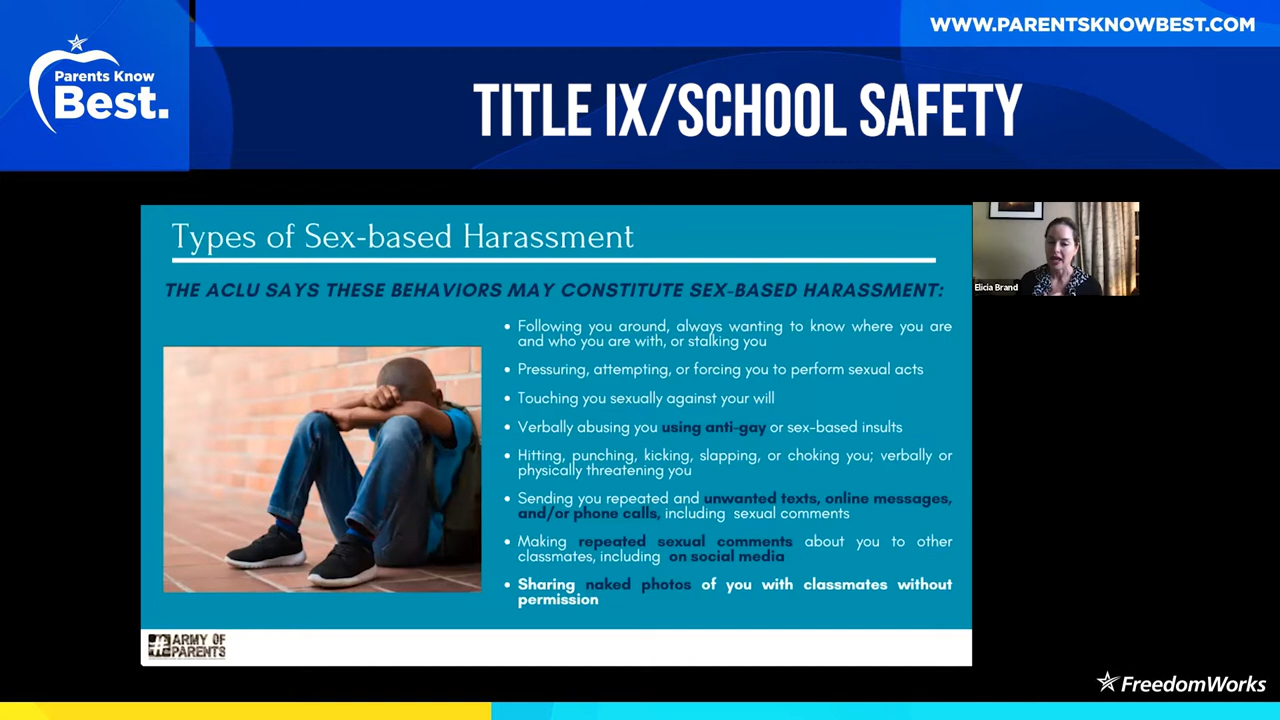 WWW.PARENTSKNOWBEST.COM
Parents Know
Best.
TITLE IX/SCHOOL SAFETY
Types of Sex-based Harassment
THE ACLU SAYS THESE BEHAVIORS MAY CONSTITUTE SEX-BASED HARASSMENT:
• Following you around, always wanting to know where you are
and who you are with, or stalking you
• Pressuring, attempting, or forcing you to perform sexual acts
• Touching you sexually against your will
• Verbally abusing you using anti-gay or sex-based insults
• Hitting, punching, kicking, slapping, or choking you; verbally or
physically threatening you
• Sending you repeated and unwanted texts, online messages,
and/or phone calls, including sexual comments
• Making repeated sexual comments about you to other
classmates, including on social media
• Sharing naked photos of you with classmates without
permission
Elicia Brand
# ARMY OF
PARENTS
FreedomWorks